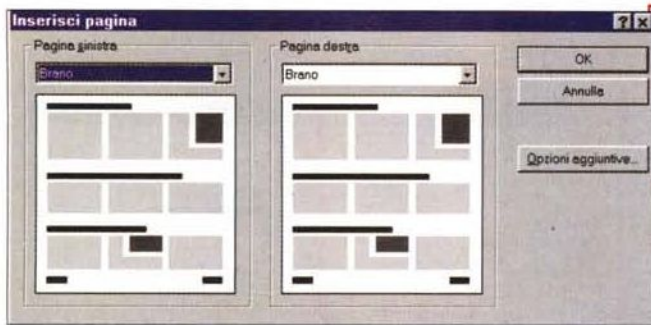 Inserisci pagina
Pagina sinistra
Brano
Pagina destra
Brano
OK
Annulla
Opzioni aggiuntive...